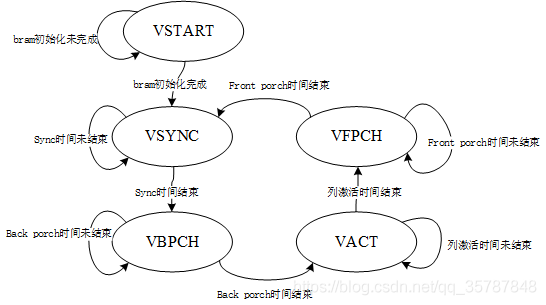 VSTART
bram初始化未完成
bram初始化完成
Front porch时间结束
VSYNC
VFPCH
Sync时间未结束
Front porch时间未结束
Sync时间结束
列激活时间结束
Back porch时间未结束
VBPCH
VACT
列激活时间未结束
Back porch时间结束
https://blog.csdn.net/qq_35787848